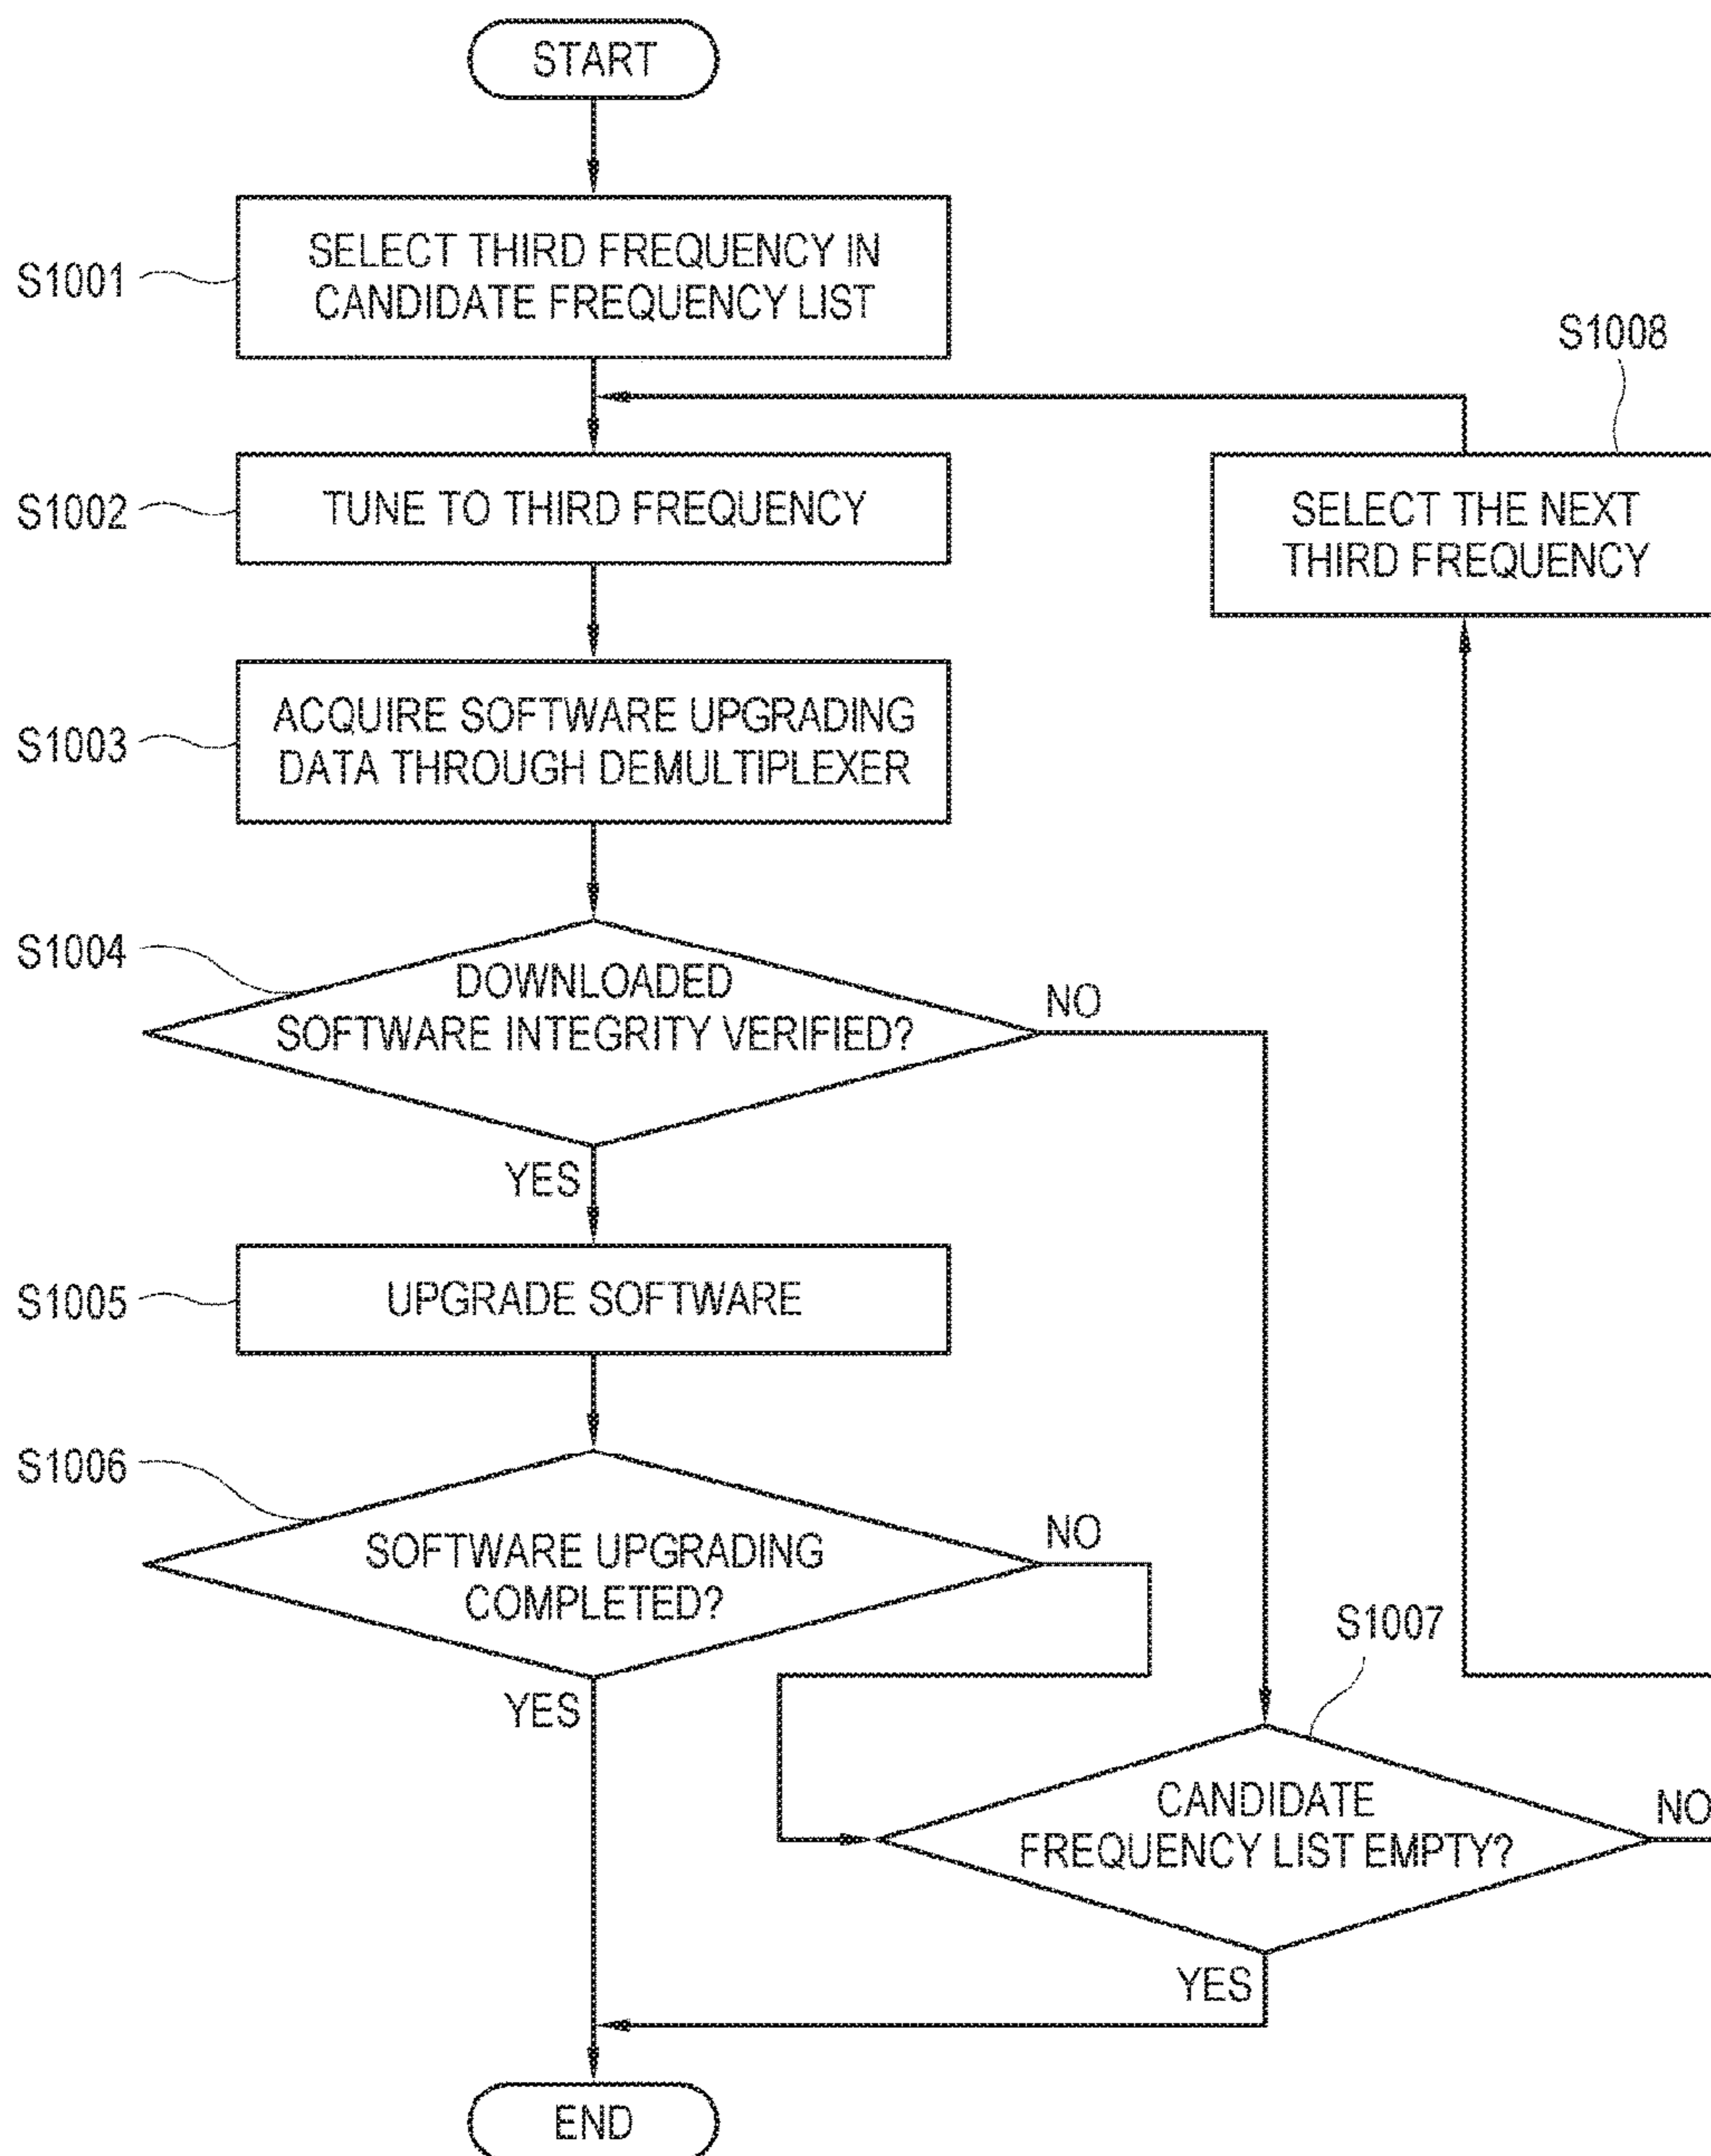 START
S1001
SELECT THIRD FREQUENCY IN
CANDIDATE FREQUENCY LIST
S1008
S1002
TUNE TO THIRD FREQUENCY
SELECT THE NEXT
THIRD FREQUENCY
S1003
ACQUIRE SOFTWARE UPGRADING
DATA THROUGH DEMULTIPLEXER
S1004
DOWNLOADED
SOFTWARE INTEGRITY VERIFIED?
NO
YES
S1005
UPGRADE SOFTWARE
S1006
SOFTWARE UPGRADING
COMPLETED?
NO
YES
S1007
CANDIDATE
FREQUENCY LIST EMPTY?
NO
YES
END